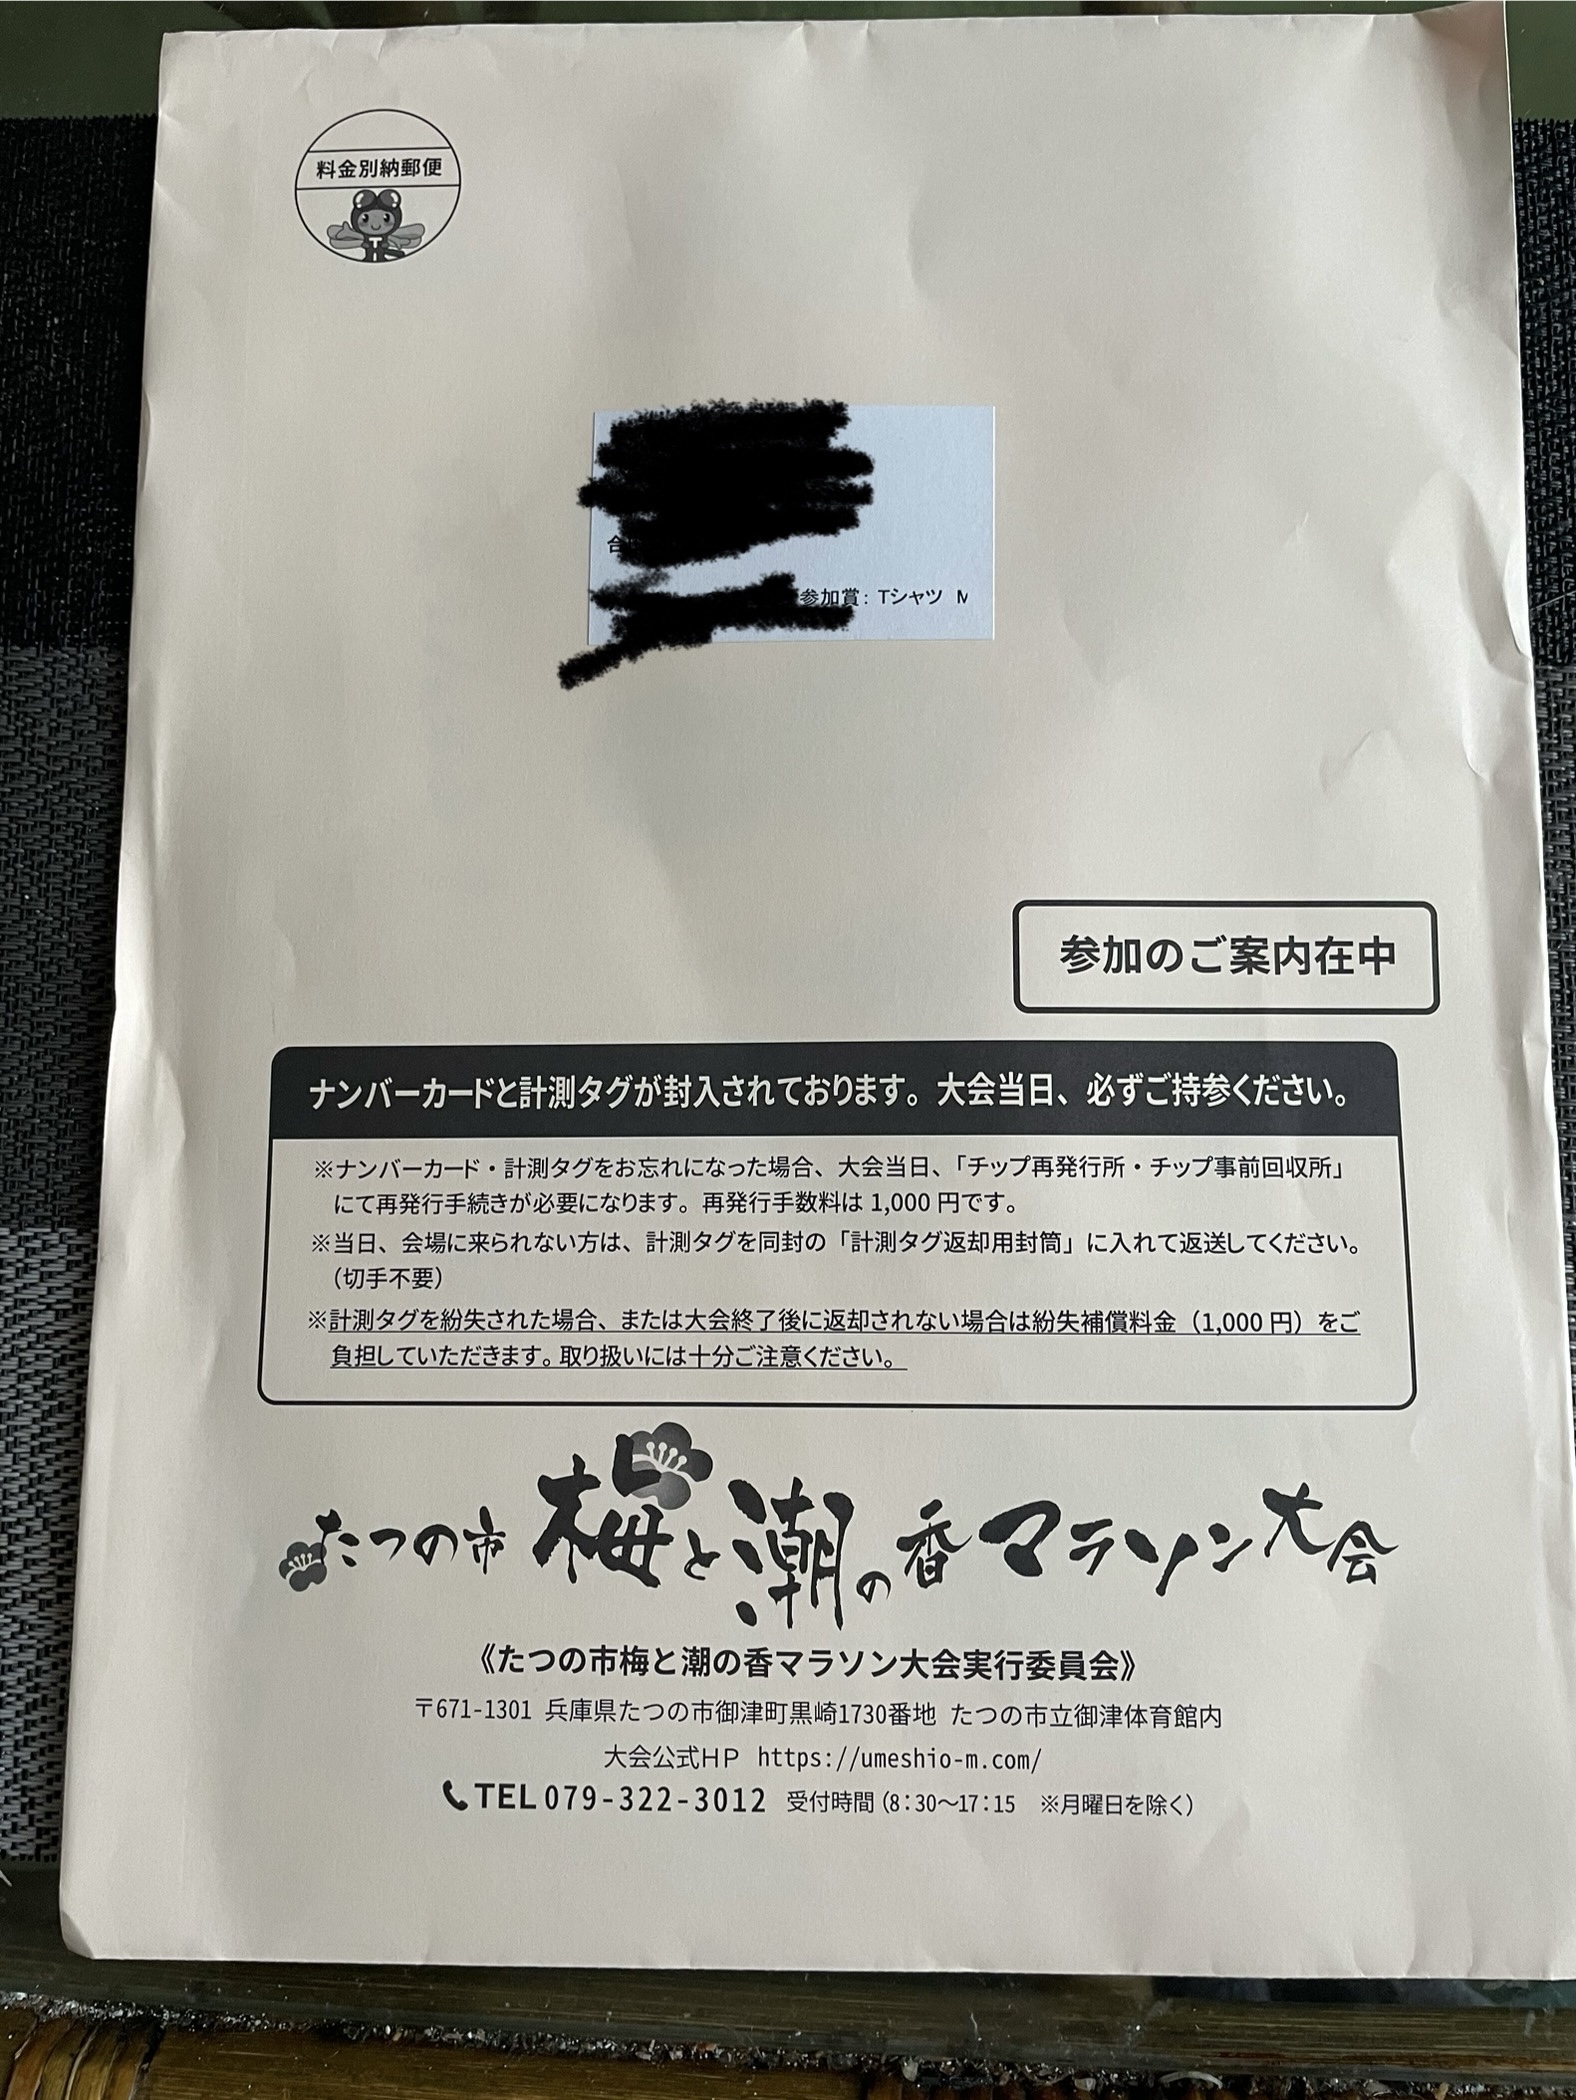 料金別納郵便
合
参加賞: Tシャツ M
参加のご案内在中
ナンバーカードと計測タグが封入されております。大会当日、必ずご持参ください。
※ナンバーカード・計測タグをお忘れになった場合、大会当日、「チップ再発行所・チップ事前回収所」
にて再発行手続きが必要になります。再発行手数料は 1,000 円です。
※当日、会場に来られない方は、計測タグを同封の「計測タグ返却用封筒」に入れて返送してください。
（切手不要）
※計測タグを紛失された場合、または大会終了後に返却されない場合は紛失補償料金（1,000 円）をご
負担していただきます。取り扱いには十分ご注意ください。
たつの市 梅と潮の香マラソン大会
《たつの市梅と潮の香マラソン大会実行委員会》
〒671-1301 兵庫県たつの市御津町黒崎1730番地 たつの市立御津体育館内
大会公式HP https://umeshio-m.com/
TEL 079-322-3012 受付時間（8:30〜17:15 ※月曜日を除く）